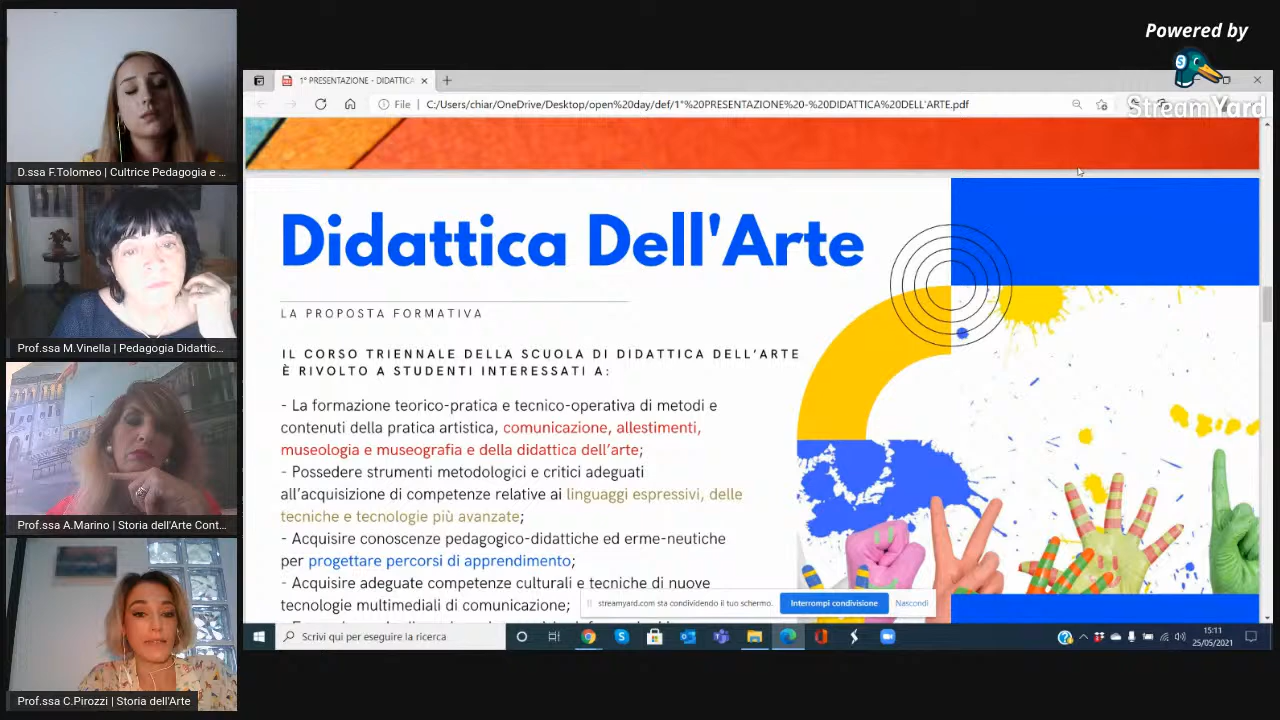 Powered by
StreamYard
D.ssa F.Tolomeo | Cultrice Pedagogia e ...
Prof.ssa M.Vinella | Pedagogia Didattic...
Prof.ssa A.Marino | Storia dell'Arte Cont...
Prof.ssa C.Pirozzi | Storia dell'Arte
1° PRESENTAZIONE - DIDATTICA
File | C:/Users/chiar/OneDrive/Desktop/open%20day/def/1°%20PRESENTAZIONE%20-%20DIDATTICA%20DELL'ARTE.pdf
Didattica Dell'Arte
LA PROPOSTA FORMATIVA
IL CORSO TRIENNALE DELLA SCUOLA DI DIDATTICA DELL'ARTE
È RIVOLTO A STUDENTI INTERESSATI A:
- La formazione teorico-pratica e tecnico-operativa di metodi e
contenuti della pratica artistica, comunicazione, allestimenti,
museologia e museografia e della didattica dell'arte;
- Possedere strumenti metodologici e critici adeguati
all'acquisizione di competenze relative ai linguaggi espressivi, delle
tecniche e tecnologie più avanzate;
- Acquisire conoscenze pedagogico-didattiche ed erme-neutiche
per progettare percorsi di apprendimento;
- Acquisire adeguate competenze culturali e tecniche di nuove
tecnologie multimediali di comunicazione;
streamyard.com sta condividendo il tuo schermo.
Interrompi condivisione
Nascondi
Scrivi qui per eseguire la ricerca
15:11
25/05/2021